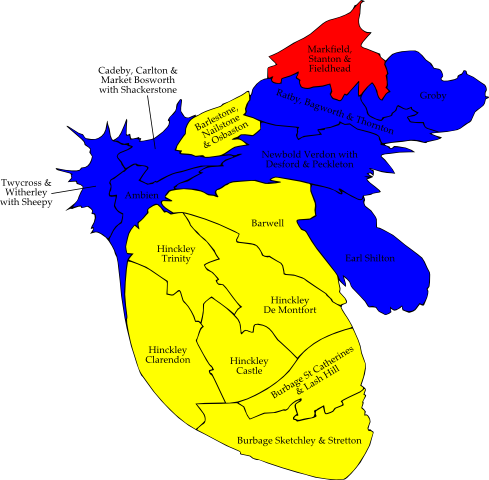 Markfield,
Stanton &
Fieldhead
Cadeby, Carlton &
Market Bosworth
with Shackerstone
Groby
Ratby, Bagworth & Thornton
Barlestone,
Nailstone
& Osbaston
Newbold Verdon with
Desford & Peckleton
Twycross &
Witherley
with Sheepy
Ambien
Barwell
Earl Shilton
Hinckley
Trinity
Hinckley
De Montfort
Hinckley
Clarendon
Hinckley
Castle
Burbage St Catherines
& Lash Hill
Burbage Sketchley & Stretton